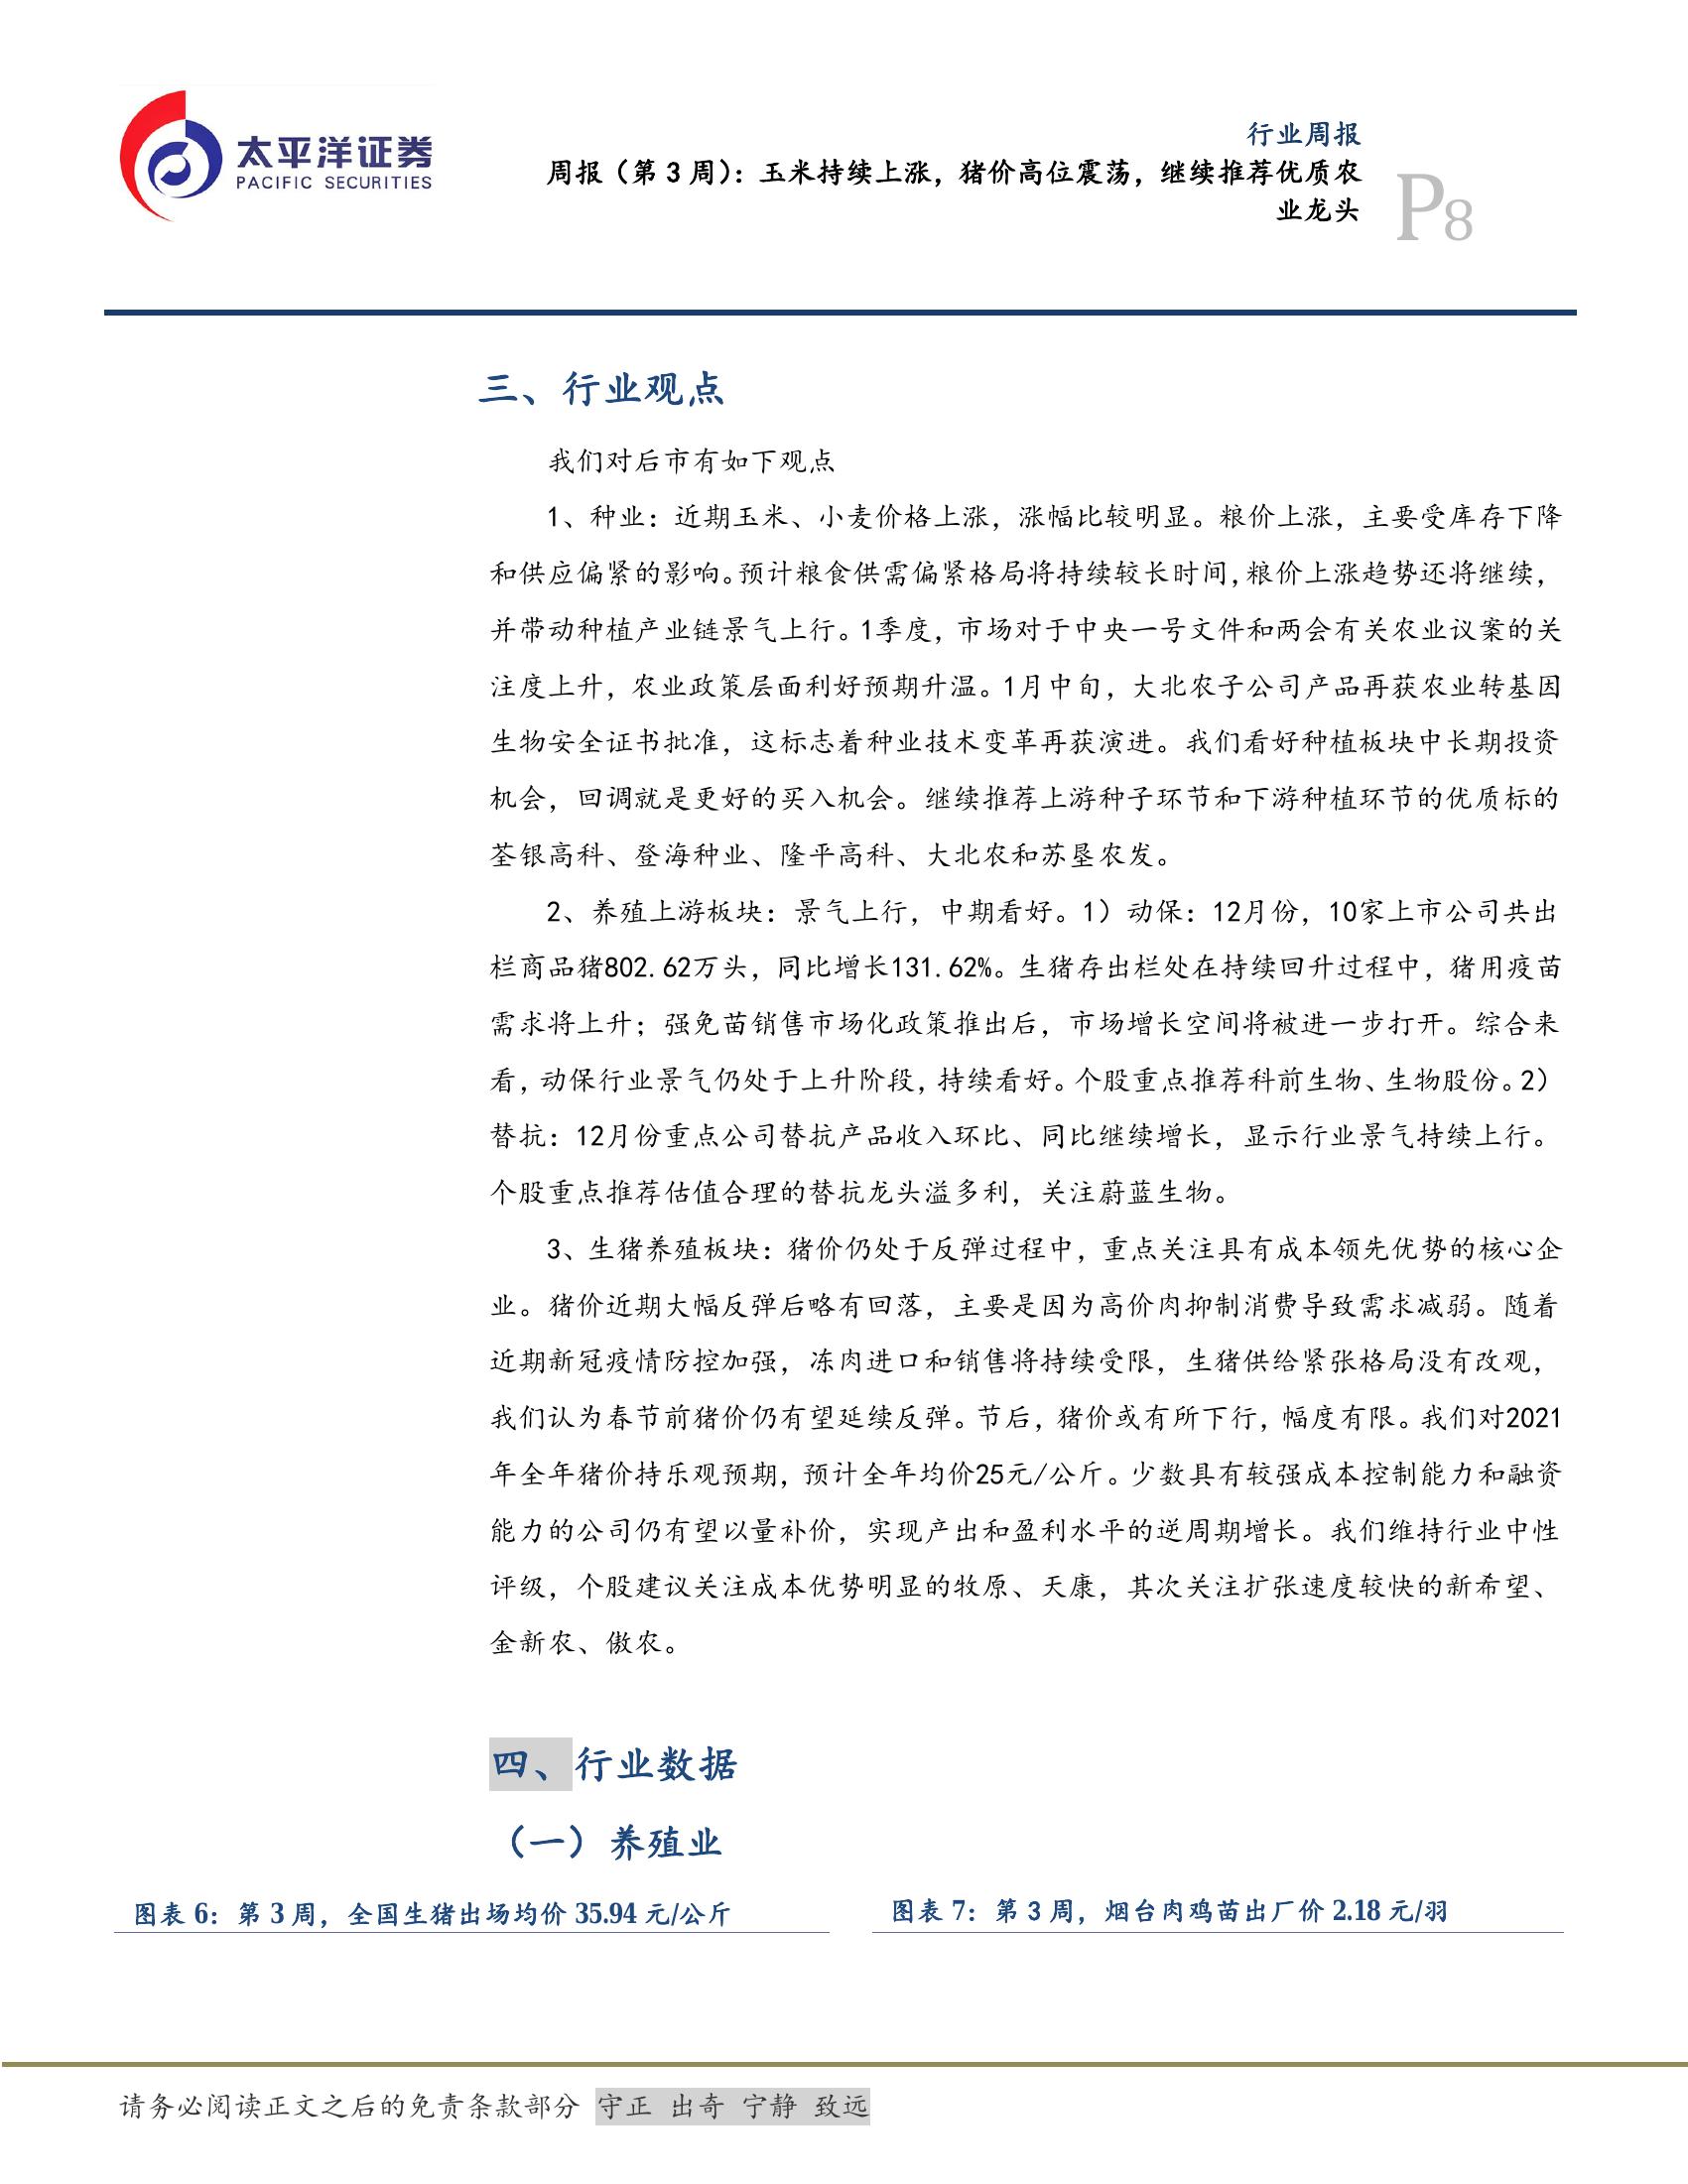 太平洋证券
PACIFIC SECURITIES
行业周报
周报（第 3 周）：玉米持续上涨，猪价高位震荡，继续推荐优质农
业龙头
P8
三、行业观点
我们对后市有如下观点
1、种业：近期玉米、小麦价格上涨，涨幅比较明显。粮价上涨，主要受库存下降
和供应偏紧的影响。预计粮食供需偏紧格局将持续较长时间，粮价上涨趋势还将继续，
并带动种植产业链景气上行。1季度，市场对于中央一号文件和两会有关农业议案的关
注度上升，农业政策层面利好预期升温。1月中旬，大北农子公司产品再获农业转基因
生物安全证书批准，这标志着种业技术变革再获演进。我们看好种植板块中长期投资
机会，回调就是更好的买入机会。继续推荐上游种子环节和下游种植环节的优质标的
荃银高科、登海种业、隆平高科、大北农和苏垦农发。
2、养殖上游板块：景气上行，中期看好。1）动保：12月份，10家上市公司共出
栏商品猪802.62万头，同比增长131.62%。生猪存出栏处在持续回升过程中，猪用疫苗
需求将上升；强免苗销售市场化政策推出后，市场增长空间将被进一步打开。综合来
看，动保行业景气仍处于上升阶段，持续看好。个股重点推荐科前生物、生物股份。2）
替抗：12月份重点公司替抗产品收入环比、同比继续增长，显示行业景气持续上行。
个股重点推荐估值合理的替抗龙头溢多利，关注蔚蓝生物。
3、生猪养殖板块：猪价仍处于反弹过程中，重点关注具有成本领先优势的核心企
业。猪价近期大幅反弹后略有回落，主要是因为高价肉抑制消费导致需求减弱。随着
近期新冠疫情防控加强，冻肉进口和销售将持续受限，生猪供给紧张格局没有改观，
我们认为春节前猪价仍有望延续反弹。节后，猪价或有所下行，幅度有限。我们对2021
年全年猪价持乐观预期，预计全年均价25元/公斤。少数具有较强成本控制能力和融资
能力的公司仍有望以量补价，实现产出和盈利水平的逆周期增长。我们维持行业中性
评级，个股建议关注成本优势明显的牧原、天康，其次关注扩张速度较快的新希望、
金新农、傲农。
四、行业数据
（一）养殖业
图表 6：第 3 周，全国生猪出场均价 35.94 元/公斤
图表 7：第 3 周，烟台肉鸡苗出厂价 2.18 元/羽
请务必阅读正文之后的免责条款部分 守正 出奇 宁静 致远